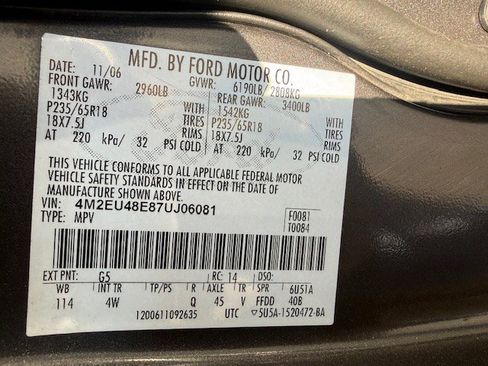 MFD. BY FORD MOTOR CO.
DATE: 11/06 GVWR: 6190LB/2808KG
FRONT GAWR: 2960LB REAR GAWR: 3400LB
1343KG WITH 1542KG WITH
P235/65R18 TIRES P235/65R18 TIRES
18X7.5J RIMS 18X7.5J RIMS
AT 220 kPa/ 32 PSI COLD AT 220 kPa/ 32 PSI COLD
THIS VEHICLE CONFORMS TO ALL APPLICABLE FEDERAL MOTOR
VEHICLE SAFETY STANDARDS IN EFFECT ON THE DATE OF
MANUFACTURE SHOWN ABOVE.
VIN: 4M2EU48E87UJ06081 F0081
TYPE: MPV T0084
EXT PNT: G5 RC: 14 DSO:
WB INT TR TP/PS R AXLE TR SPR 6U51A
114 4W Q 45 V FFDD 40B
1200611092635 UTC 5U5A-1520472-BA